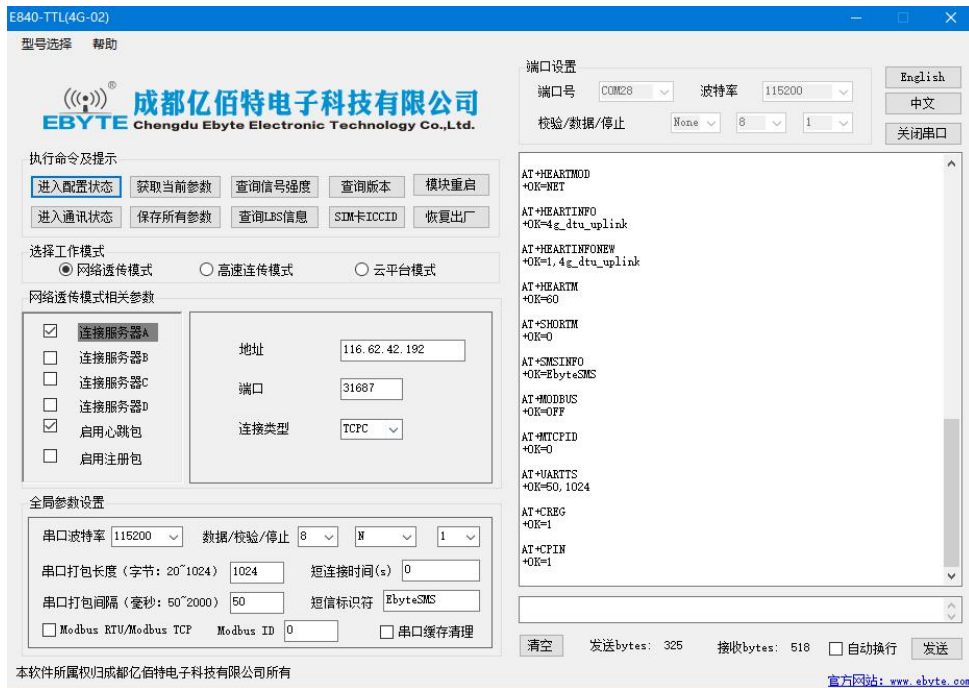 E840-TTL(4G-02)
型号选择 帮助
EBYTE ® 成都亿佰特电子科技有限公司
Chengdu Ebyte Electronic Technology Co.,Ltd.
执行命令及提示
进入配置状态 获取当前参数 查询信号强度 查询版本 模块重启
进入通讯状态 保存所有参数 查询LBS信息 SIM卡ICCID 恢复出厂
选择工作模式
网络透传模式 高速连传模式 云平台模式
网络透传模式相关参数
连接服务器A
连接服务器B
连接服务器C
连接服务器D
启用心跳包
启用注册包
地址 116.62.42.192
端口 31687
连接类型 TCPC
全局参数设置
串口波特率 115200 数据/校验/停止 8 N 1
串口打包长度（字节：20~1024） 1024 短连接时间(s) 0
串口打包间隔（毫秒：50~2000） 50 短信标识符 EbyteSMS
Modbus RTU/Modbus TCP Modbus ID 0 串口缓存清理
本软件所属权归成都亿佰特电子科技有限公司所有
端口设置
端口号 COM28 波特率 115200
校验/数据/停止 None 8 1
English
中文
关闭串口
AT+HEARTMOD
+OK=NET
AT+HEARTINFO
+OK=4g_dtu_uplink
AT+HEARTINFONEW
+OK=1,4g_dtu_uplink
AT+HEARTM
+OK=60
AT+SHORTM
+OK=0
AT+SMSINFO
+OK=EbyteSMS
AT+MODBUS
+OK=OFF
AT+MTCPID
+OK=0
AT+UARTTS
+OK=50,1024
AT+CREG
+OK=1
AT+CPIN
+OK=1
清空 发送bytes: 325 接收bytes: 518 自动换行 发送
官方网站: www.ebyte.com